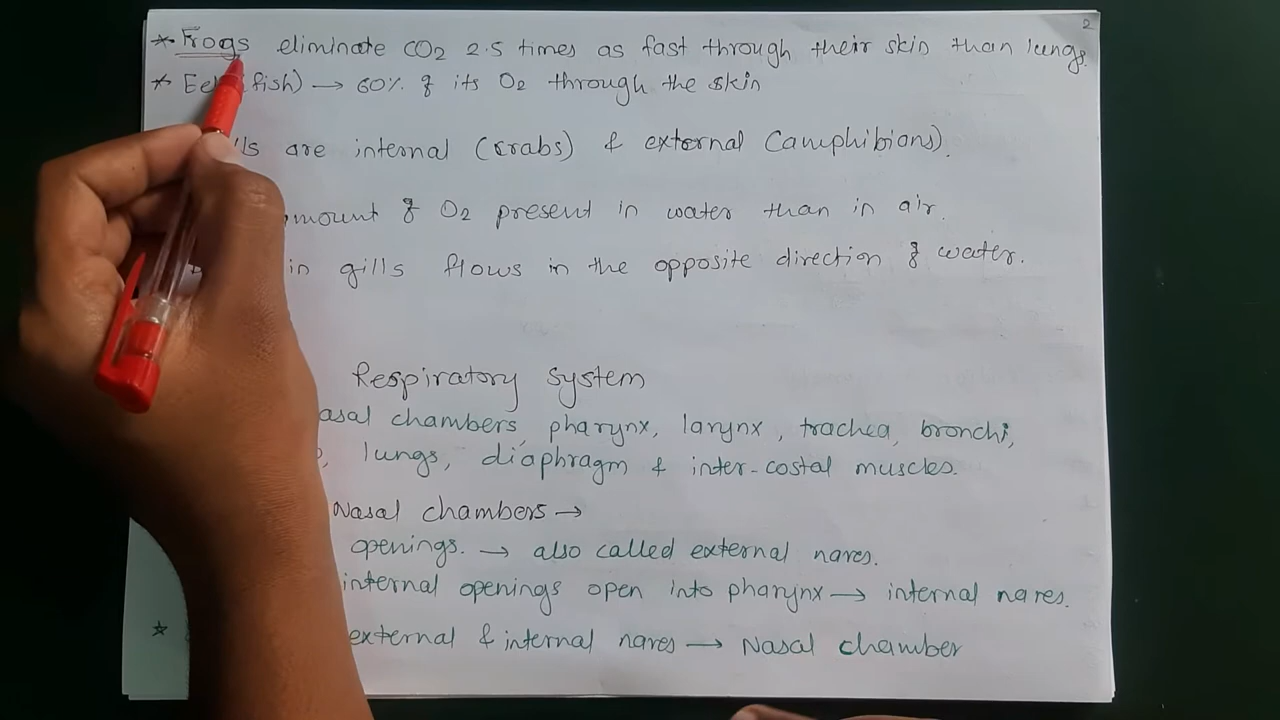 2
* Frogs eliminate CO2 2.5 times as fast through their skin than lungs.
* Eel (fish) → 60% of its O2 through the skin
are internal (crabs) & external (amphibians).
of O2 present in water than in air.
in gills flows in the opposite direction of water.
Respiratory System
chambers, pharynx, larynx, trachea, bronchi,
lungs, diaphragm & inter-costal muscles.
Nasal chambers →
openings. → also called external nares.
internal openings open into pharynx → internal nares.
☆ external & internal nares → Nasal chamber